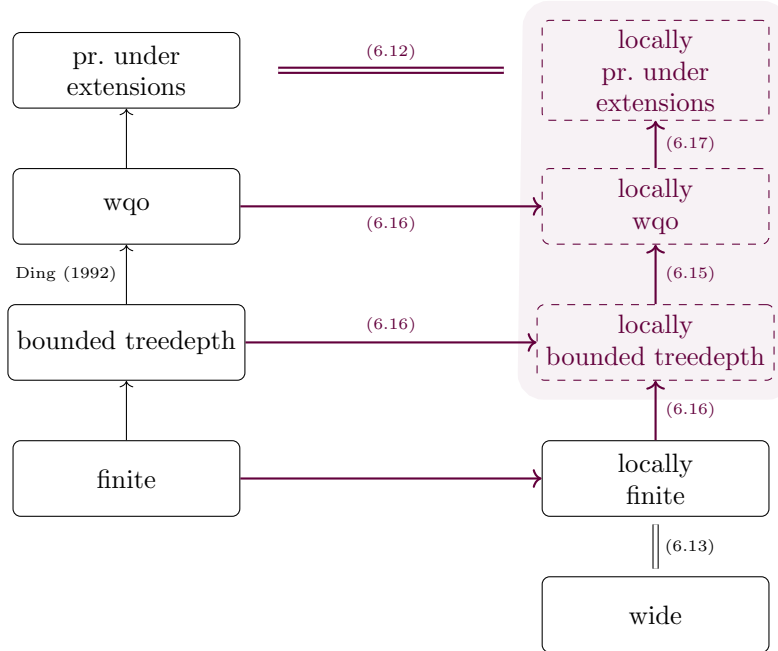 pr. under
extensions
(6.12)
locally
pr. under
extensions
(6.17)
wqo
(6.16)
locally
wqo
Ding (1992)
(6.15)
bounded treedepth
(6.16)
locally
bounded treedepth
(6.16)
finite
locally
finite
(6.13)
wide